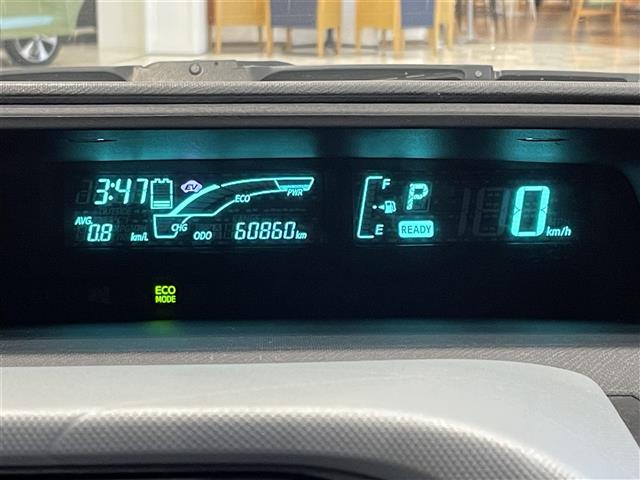 3:47 EV
ECO PWR
AVG. 0.8 km/L
CHG ODO 60860 km
F P
E READY 0 km/h
ECO
MODE